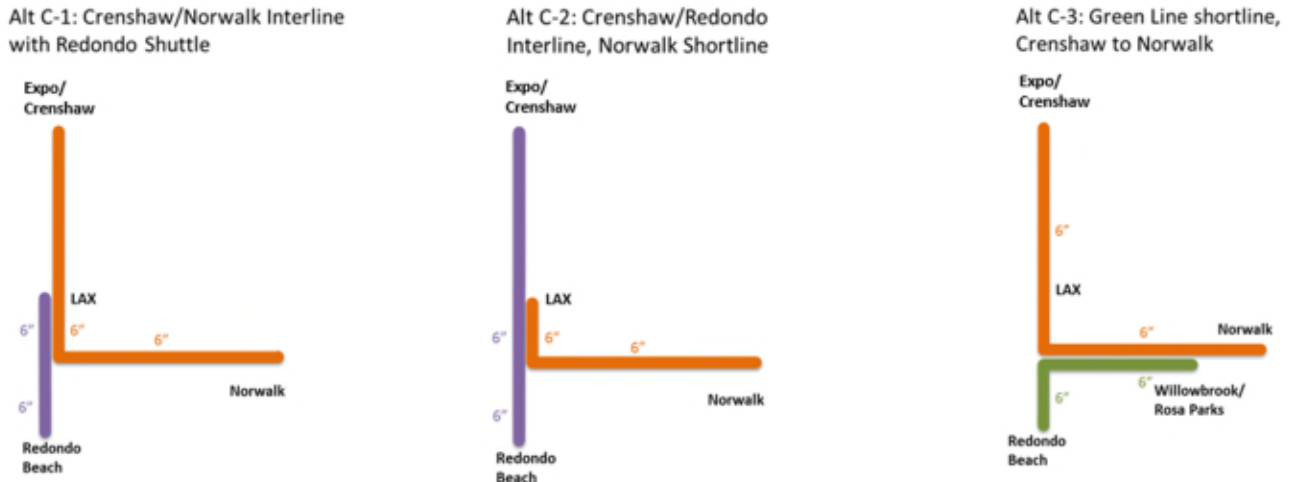 Alt C-1: Crenshaw/Norwalk Interline
with Redondo Shuttle
Expo/
Crenshaw
LAX
6”
6”
6”
Norwalk
6”
Redondo
Beach
Alt C-2: Crenshaw/Redondo
Interline, Norwalk Shortline
Expo/
Crenshaw
LAX
6”
6”
6”
Norwalk
6”
Redondo
Beach
Alt C-3: Green Line shortline,
Crenshaw to Norwalk
Expo/
Crenshaw
6”
LAX
6”
Norwalk
6”
Willowbrook/
Rosa Parks
6”
Redondo
Beach